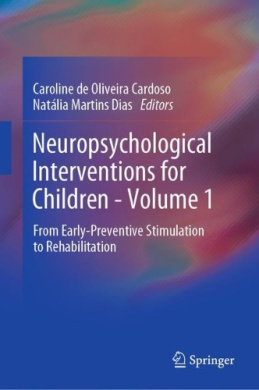 Caroline de Oliveira Cardoso
Natália Martins Dias Editors
Neuropsychological
Interventions for
Children - Volume 1
From Early-Preventive Stimulation
to Rehabilitation
Springer